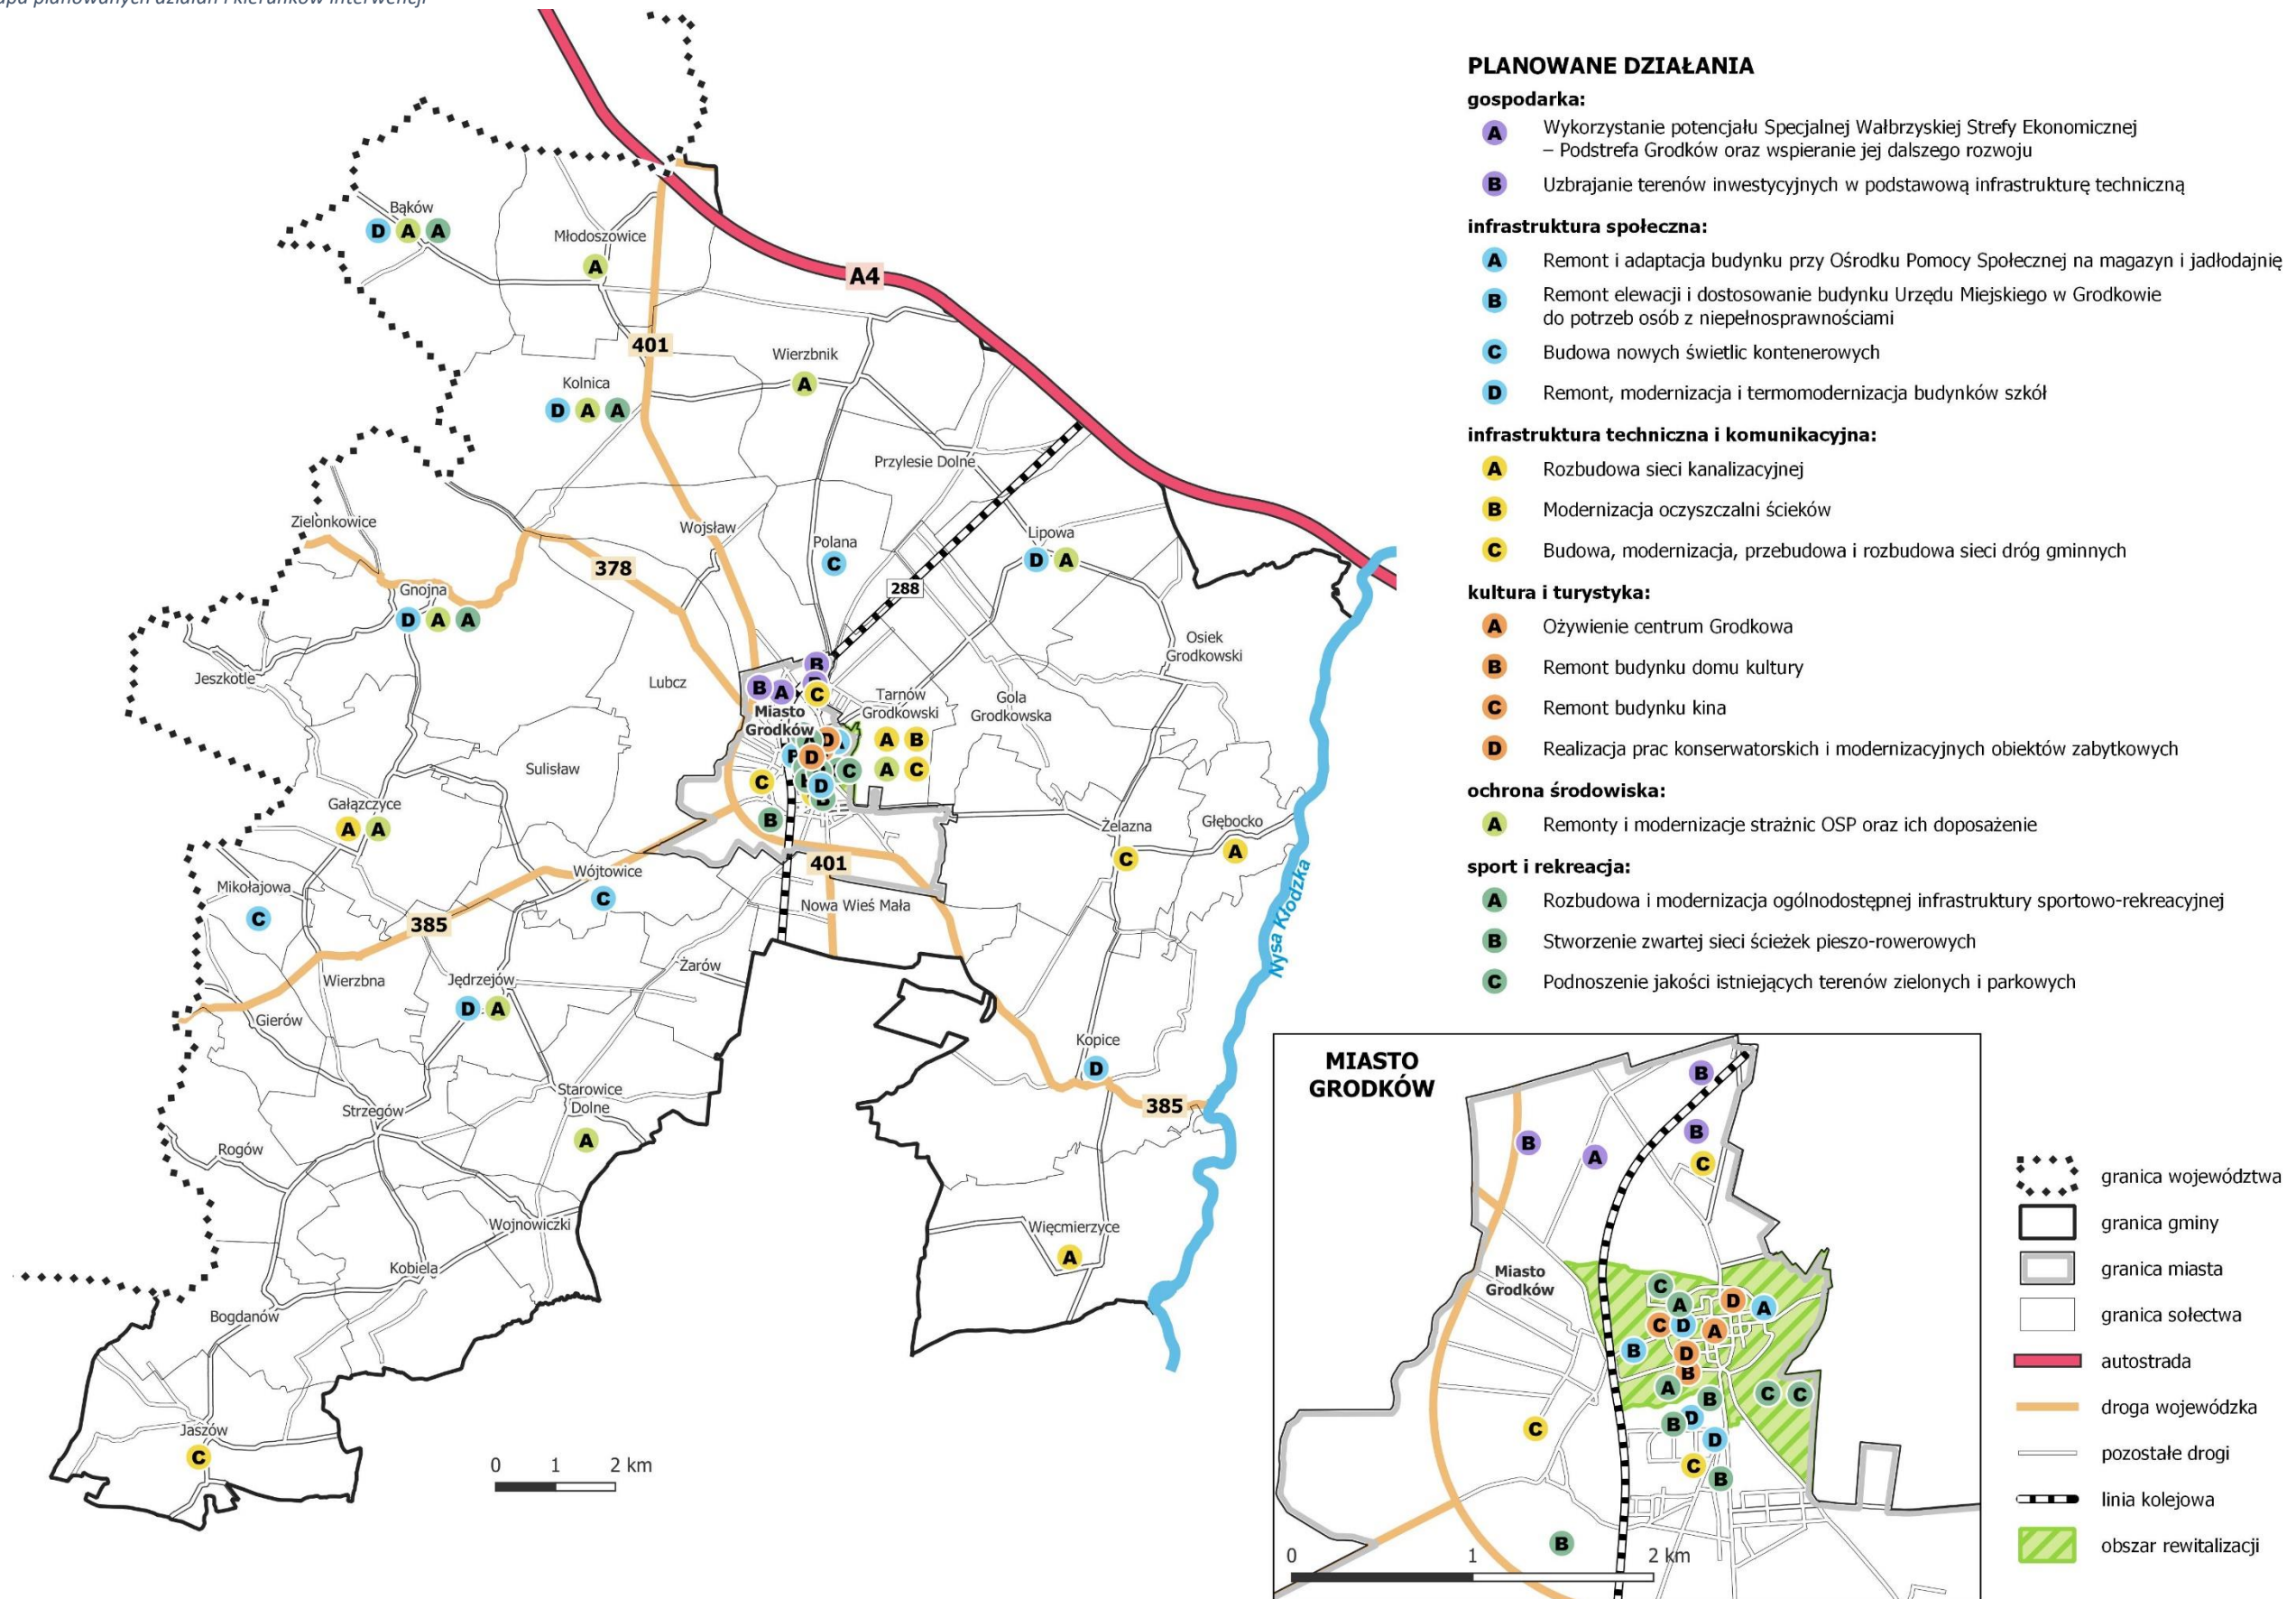 mapa planowanych działań i kierunków interwencji
A4
Bąków
D A A
Młodoszowice
A
401
Wierzbnik
A
Kolnica
D A A
Przylesie Dolne
Zielonkowice
Wojsław
Polana
C
Lipowa
D A
378
288
Gnojna
D A A
Osiek
Grodkowski
Jeszkotle
Lubcz
B
B A
C
Tarnów
Grodkowski
Gola
Grodkowska
Miasto
Grodków
D
A B
D
Sulisław
C
C
A C
D
Gałązczyce
A A
B
Żelazna
C
Głębocko
A
401
Wójtowice
C
Mikołajowa
C
Nowa Wieś Mała
Nysa Kłodzka
385
Żarów
Wierzbna
Jędrzejów
D A
Gierów
Kopice
D
Starowice
Dolne
A
385
Strzegów
Rogów
Wojnowiczki
Więcmierzyce
A
Kobiela
Bogdanów
Jaszów
C
0 1 2 km
PLANOWANE DZIAŁANIA
gospodarka:
A Wykorzystanie potencjału Specjalnej Wałbrzyskiej Strefy Ekonomicznej
– Podstrefa Grodków oraz wspieranie jej dalszego rozwoju
B Uzbrajanie terenów inwestycyjnych w podstawową infrastrukturę techniczną
infrastruktura społeczna:
A Remont i adaptacja budynku przy Ośrodku Pomocy Społecznej na magazyn i jadłodajnię
B Remont elewacji i dostosowanie budynku Urzędu Miejskiego w Grodkowie
do potrzeb osób z niepełnosprawnościami
C Budowa nowych świetlic kontenerowych
D Remont, modernizacja i termomodernizacja budynków szkół
infrastruktura techniczna i komunikacyjna:
A Rozbudowa sieci kanalizacyjnej
B Modernizacja oczyszczalni ścieków
C Budowa, modernizacja, przebudowa i rozbudowa sieci dróg gminnych
kultura i turystyka:
A Ożywienie centrum Grodkowa
B Remont budynku domu kultury
C Remont budynku kina
D Realizacja prac konserwatorskich i modernizacyjnych obiektów zabytkowych
ochrona środowiska:
A Remonty i modernizacje strażnic OSP oraz ich doposażenie
sport i rekreacja:
A Rozbudowa i modernizacja ogólnodostępnej infrastruktury sportowo-rekreacyjnej
B Stworzenie zwartej sieci ścieżek pieszo-rowerowych
C Podnoszenie jakości istniejących terenów zielonych i parkowych
MIASTO
GRODKÓW
B
B
B
A
C
Miasto
Grodków
C
A D A
C D A
B D
B
A B C C
B D
C D
C B
B
0 1 2 km
granica województwa
granica gminy
granica miasta
granica sołectwa
autostrada
droga wojewódzka
pozostałe drogi
linia kolejowa
obszar rewitalizacji